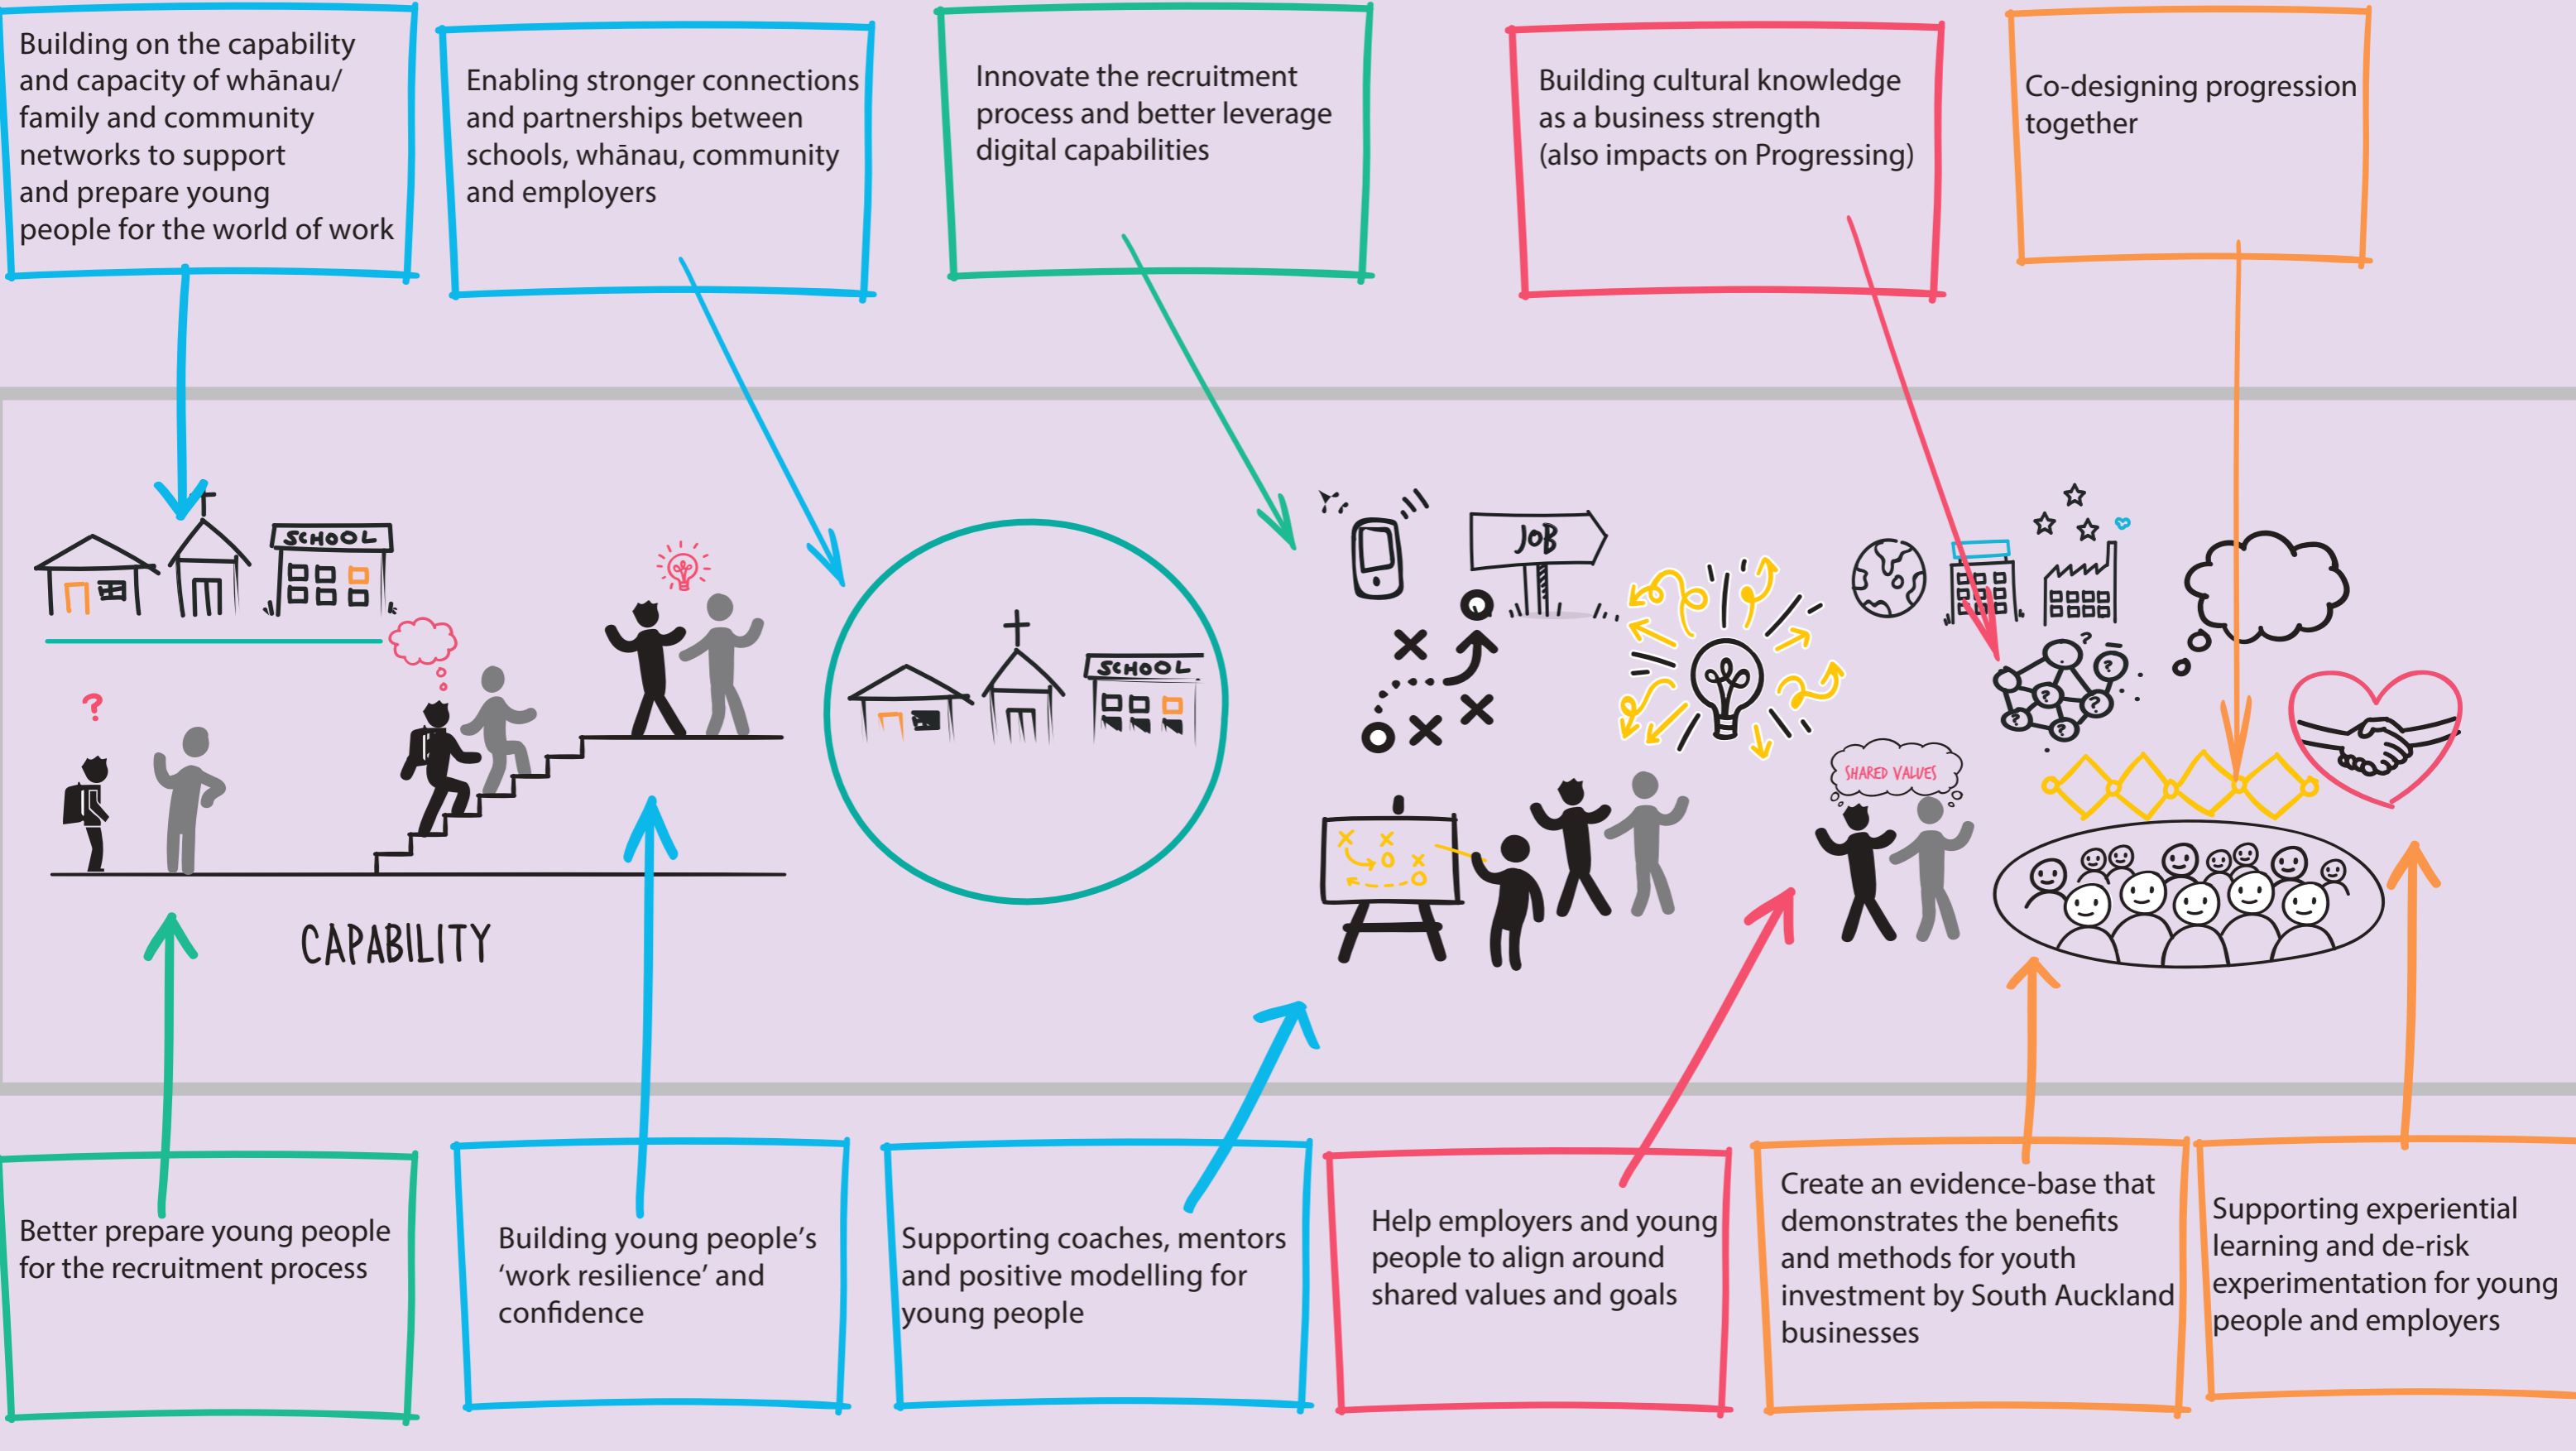 Building on the capability
and capacity of whānau/
family and community
networks to support
and prepare young
people for the world of work
Enabling stronger connections
and partnerships between
schools, whānau, community
and employers
Innovate the recruitment
process and better leverage
digital capabilities
Building cultural knowledge
as a business strength
(also impacts on Progressing)
Co-designing progression
together
SCHOOL
?
CAPABILITY
SCHOOL
JOB
SHARED VALUES
?
?
?
?
?
?
Better prepare young people
for the recruitment process
Building young people’s
‘work resilience’ and
confidence
Supporting coaches, mentors
and positive modelling for
young people
Help employers and young
people to align around
shared values and goals
Create an evidence-base that
demonstrates the benefits
and methods for youth
investment by South Auckland
businesses
Supporting experiential
learning and de-risk
experimentation for young
people and employers